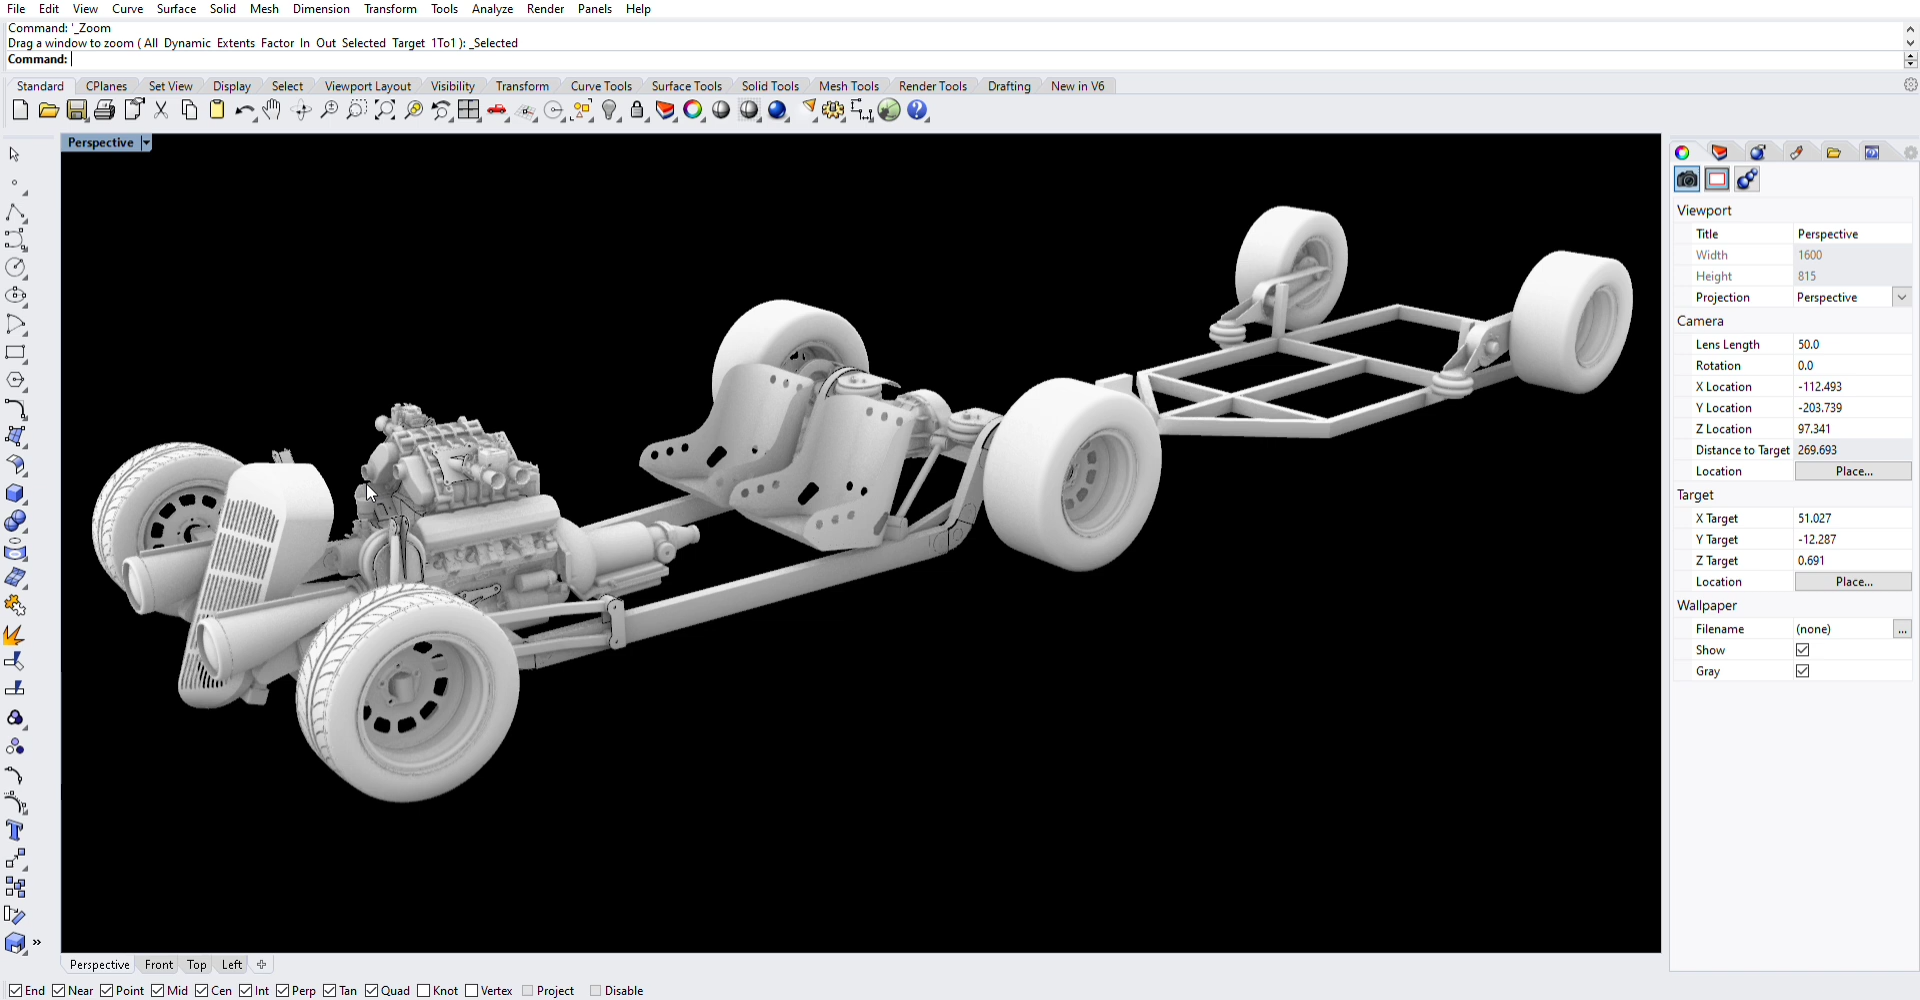 File Edit View Curve Surface Solid Mesh Dimension Transform Tools Analyze Render Panels Help
Command: '_Zoom
Drag a window to zoom ( All Dynamic Extents Factor In Out Selected Target 1To1 ): _Selected
Command:
Standard CPlanes Set View Display Select Viewport Layout Visibility Transform Curve Tools Surface Tools Solid Tools Mesh Tools Render Tools Drafting New in V6
Perspective
Viewport
Title Perspective
Width 1600
Height 815
Projection Perspective
Camera
Lens Length 50.0
Rotation 0.0
X Location -112.493
Y Location -203.739
Z Location 97.341
Distance to Target 269.693
Location Place...
Target
X Target 51.027
Y Target -12.287
Z Target 0.691
Location Place...
Wallpaper
Filename (none) ...
Show
Gray
Perspective Front Top Left
End Near Point Mid Cen Int Perp Tan Quad Knot Vertex Project Disable